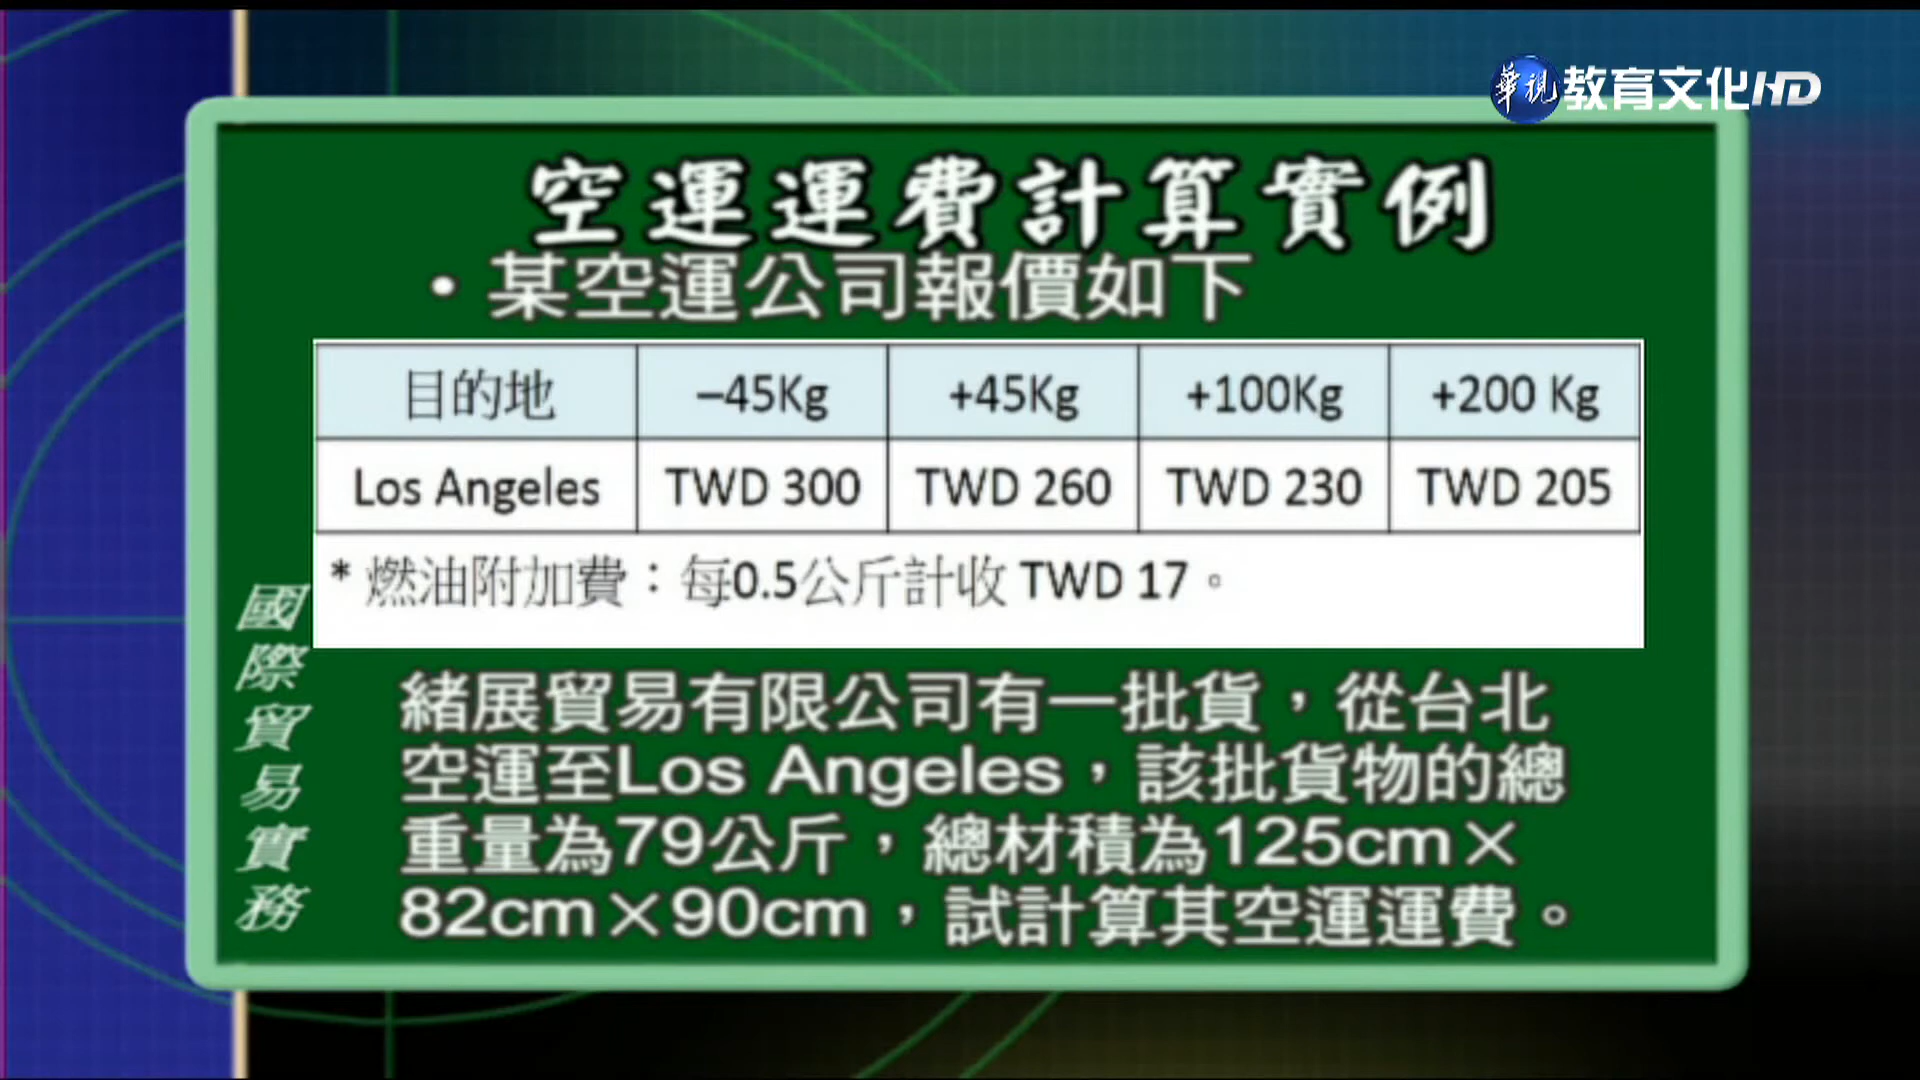 華視 教育文化HD
空運運費計算實例
• 某空運公司報價如下
目的地 –45Kg +45Kg +100Kg +200 Kg
Los Angeles TWD 300 TWD 260 TWD 230 TWD 205
* 燃油附加費：每0.5公斤計收 TWD 17。
國際貿易實務
緒展貿易有限公司有一批貨，從台北
空運至Los Angeles，該批貨物的總
重量為79公斤，總材積為125cm×
82cm×90cm，試計算其空運運費。